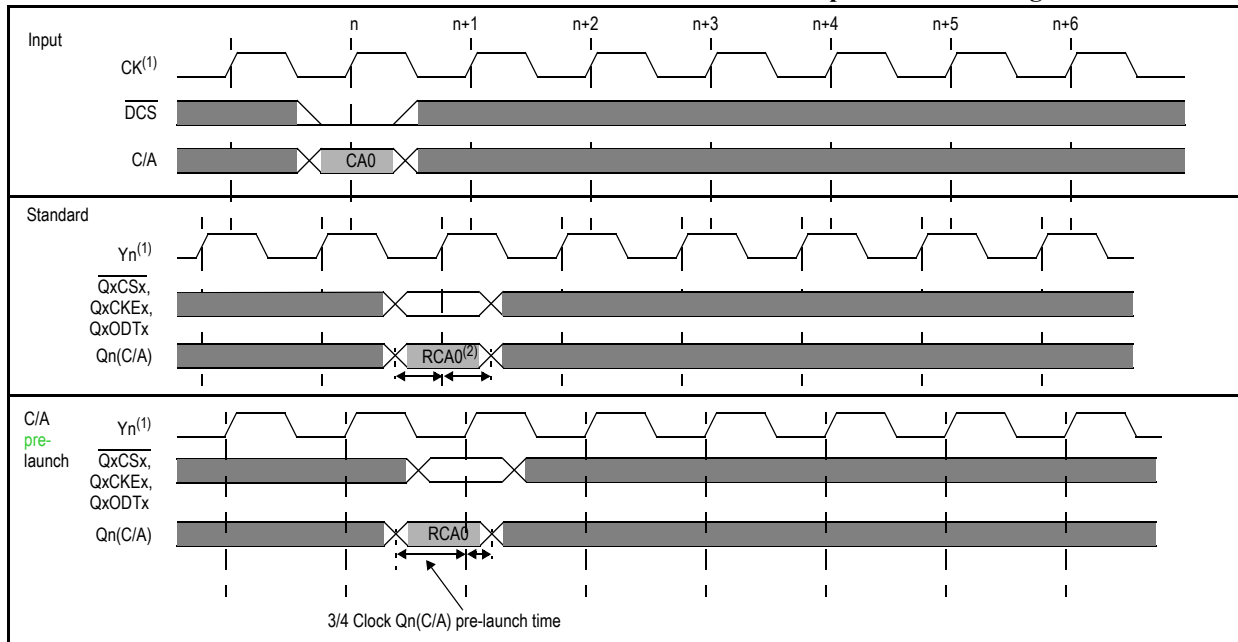 n n+1 n+2 n+3 n+4 n+5 n+6
Input
CK(1)
DCS
C/A
CA0
Standard
Yn(1)
QxCSx,
QxCKEx,
QxODTx
Qn(C/A)
RCA0(2)
C/A
pre-
launch
Yn(1)
QxCSx,
QxCKEx,
QxODTx
Qn(C/A)
RCA0
3/4 Clock Qn(C/A) pre-launch time